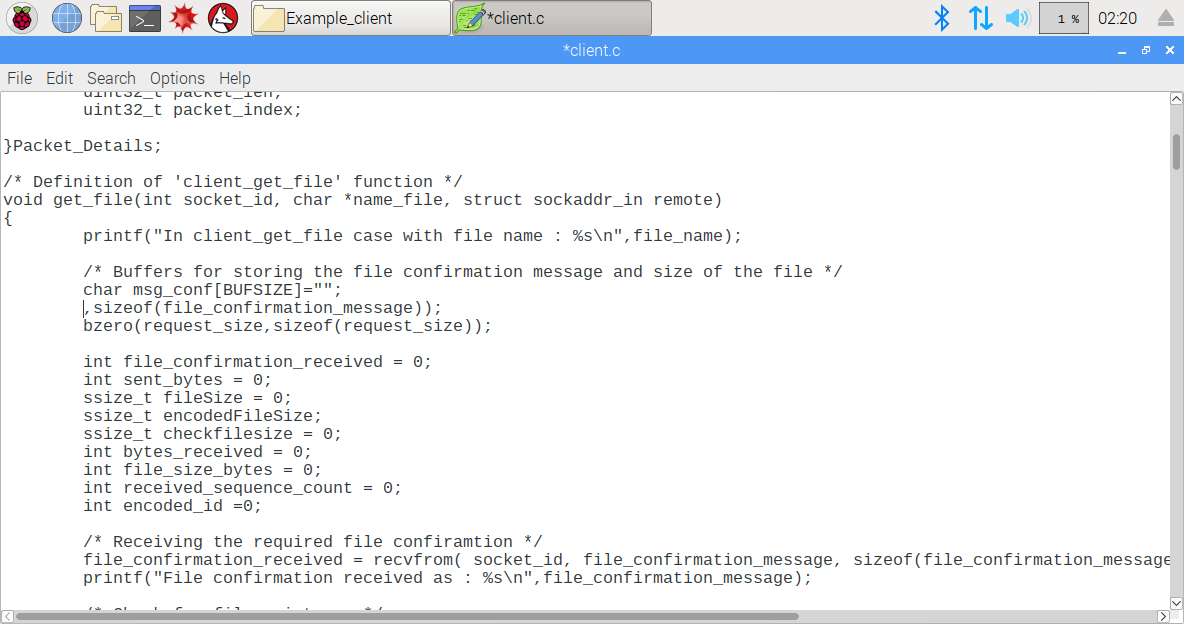 Example_client
*client.c
1 %
02:20
*client.c
File Edit Search Options Help
uint32_t packet_len;
uint32_t packet_index;
}Packet_Details;
/* Definition of 'client_get_file' function */
void get_file(int socket_id, char *name_file, struct sockaddr_in remote)
{
printf("In client_get_file case with file name : %s\n",file_name);
/* Buffers for storing the file confirmation message and size of the file */
char msg_conf[BUFSIZE]="";
,sizeof(file_confirmation_message));
bzero(request_size,sizeof(request_size));
int file_confirmation_received = 0;
int sent_bytes = 0;
ssize_t fileSize = 0;
ssize_t encodedFileSize;
ssize_t checkfilesize = 0;
int bytes_received = 0;
int file_size_bytes = 0;
int received_sequence_count = 0;
int encoded_id =0;
/* Receiving the required file confiramtion */
file_confirmation_received = recvfrom( socket_id, file_confirmation_message, sizeof(file_confirmation_message
printf("File confirmation received as : %s\n",file_confirmation_message);